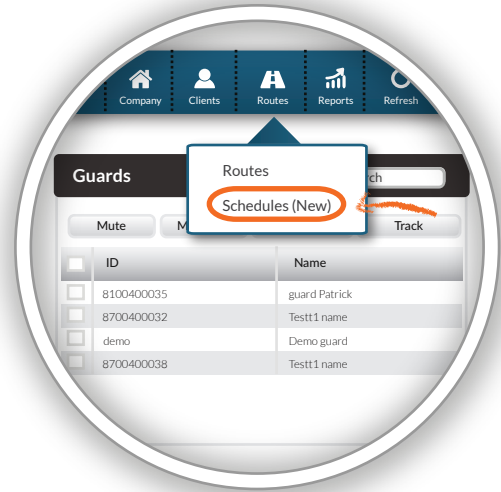 Company Clients Routes Reports Refresh
Routes
Guards
Schedules (New)
Mute Track
ID Name
8100400035 guard Patrick
8700400032 Testt1 name
demo Demo guard
8700400038 Testt1 name